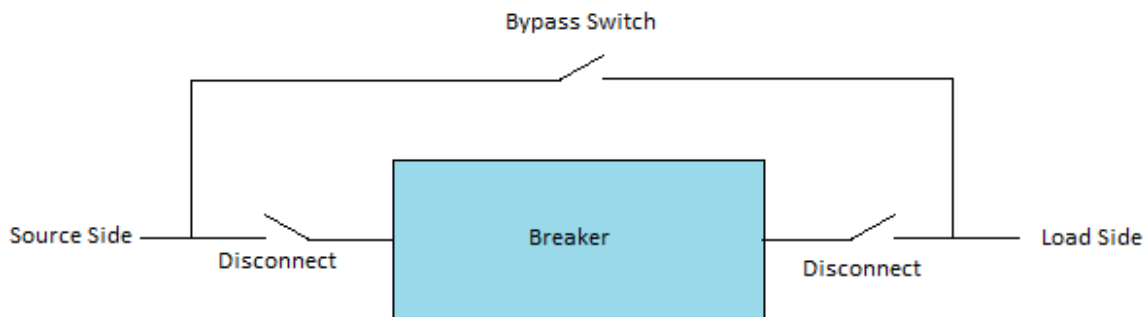 Bypass Switch
Source Side
Disconnect
Breaker
Disconnect
Load Side